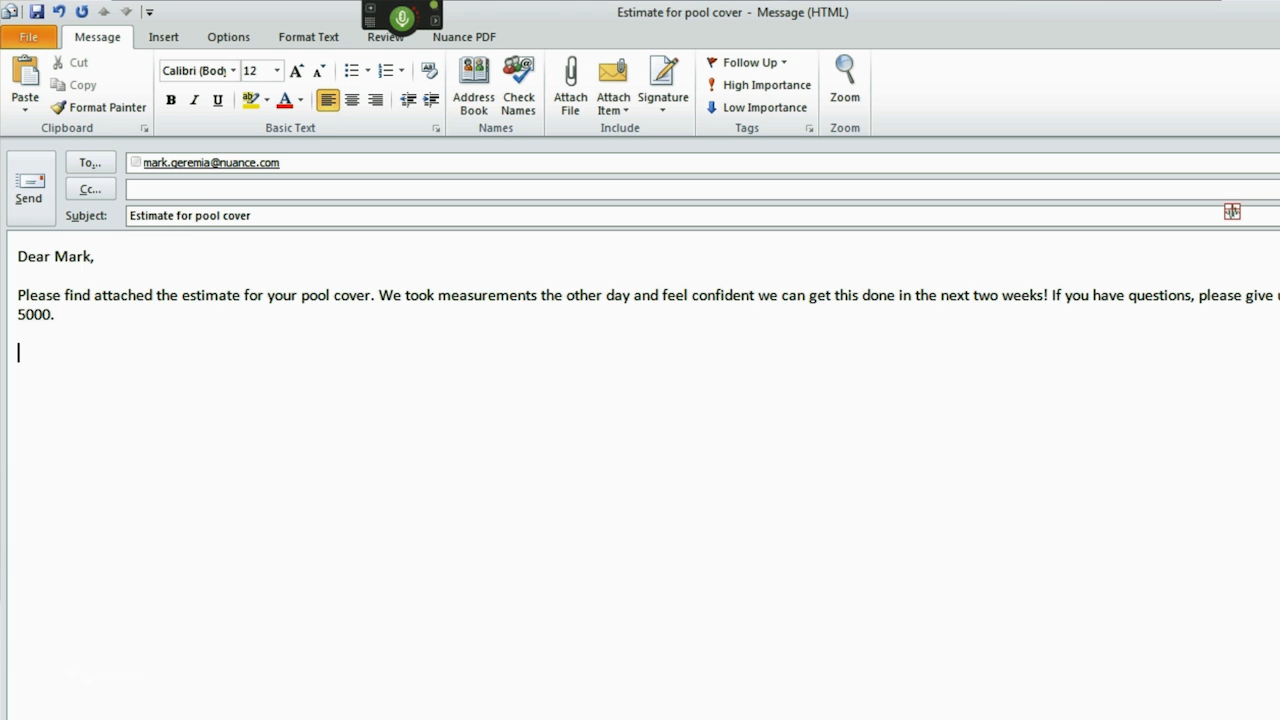 Estimate for pool cover - Message (HTML)
File Message Insert Options Format Text Review Nuance PDF
Paste
Cut
Copy
Format Painter
Clipboard
Calibri (Body 12
B I U
Basic Text
Address Book
Check Names
Names
Attach File
Attach Item
Signature
Include
Follow Up
High Importance
Low Importance
Tags
Zoom
Zoom
Send
To...
mark.geremia@nuance.com
Cc...
Subject:
Estimate for pool cover
Dear Mark,
Please find attached the estimate for your pool cover. We took measurements the other day and feel confident we can get this done in the next two weeks! If you have questions, please give
5000.